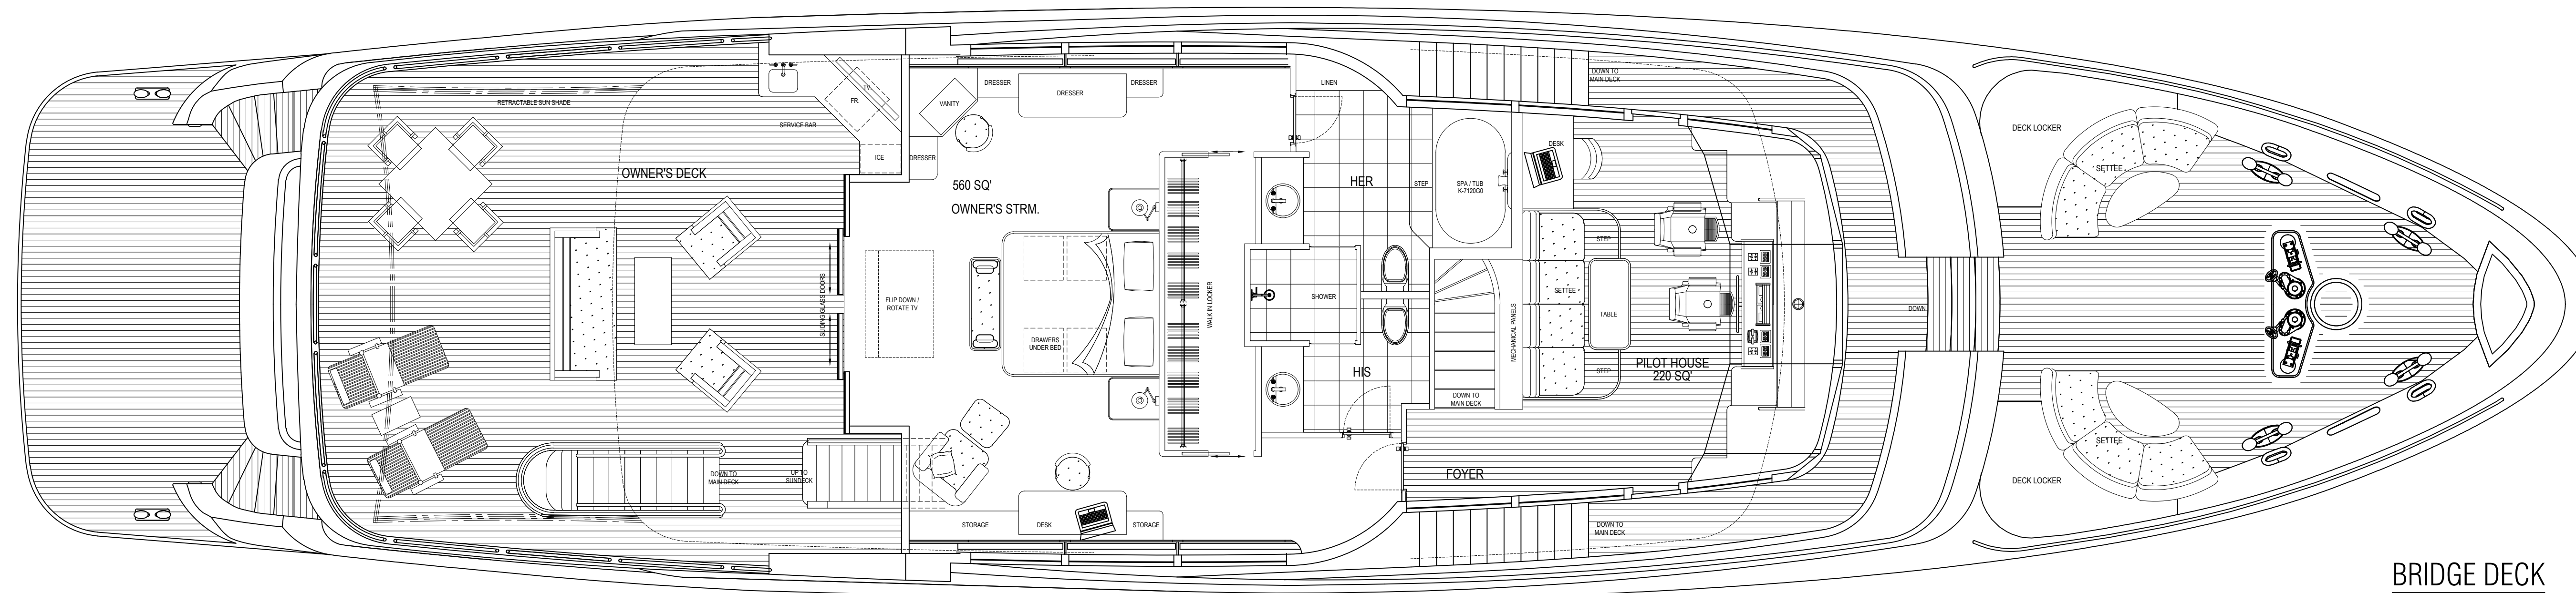 RETRACTABLE SUN SHADE
SERVICE BAR
TV
FR.
ICE
OWNER'S DECK
SLIDING GLASS DOORS
DOWN TO
MAIN DECK
UP TO
SUNDECK
VANITY
DRESSER
DRESSER
DRESSER
DRESSER
560 SQ'
OWNER'S STRM.
FLIP DOWN /
ROTATE TV
DRAWERS
UNDER BED
WALK IN LOCKER
STORAGE
DESK
STORAGE
LINEN
HER
STEP
SPA / TUB
K-7120G0
SHOWER
HIS
DOWN TO
MAIN DECK
MECHANICAL PANELS
FOYER
DOWN TO
MAIN DECK
DESK
STEP
SETTEE
TABLE
STEP
PILOT HOUSE
220 SQ'
DOWN TO
MAIN DECK
DOWN
DECK LOCKER
SETTEE
SETTEE
DECK LOCKER
BRIDGE DECK